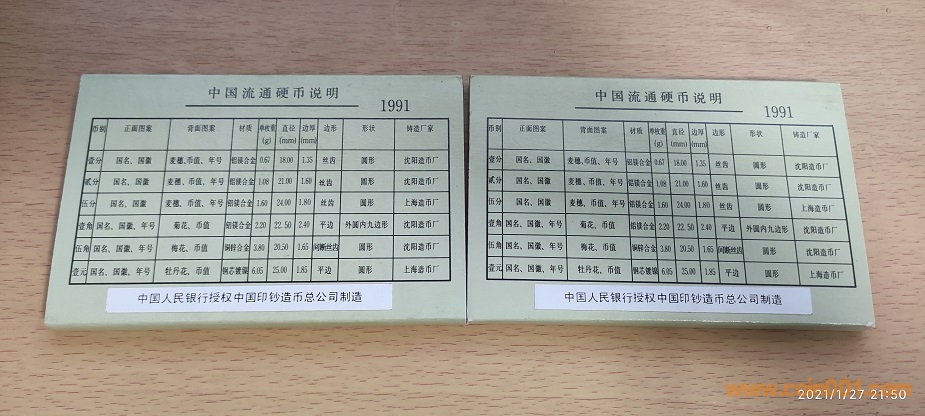 中国流通硬币说明
1991
币别 正面图案 背面图案 材质 单枚重(g) 直径(mm) 边厚(mm) 边形 形状 铸造厂家
壹分 国名、国徽 麦穗、币值、年号 铝镁合金 0.67 18.00 1.35 丝齿 圆形 沈阳造币厂
贰分 国名、国徽 麦穗、币值、年号 铝镁合金 1.08 21.00 1.60 丝齿 圆形 沈阳造币厂
伍分 国名、国徽 麦穗、币值、年号 铝镁合金 1.60 24.00 1.80 丝齿 圆形 上海造币厂
壹角 国名、国徽、年号 菊花、币值 铝镁合金 2.20 22.50 2.40 平边 外圆内九边形 沈阳造币厂
伍角 国名、国徽、年号 梅花、币值 铜锌合金 3.80 20.50 1.65 间断丝齿 圆形 沈阳造币厂
壹元 国名、国徽、年号 牡丹花、币值 钢芯镀镍 6.05 25.00 1.85 平边 圆形 上海造币厂
中国人民银行授权中国印钞造币总公司制造
中国流通硬币说明
1991
币别 正面图案 背面图案 材质 单枚重(g) 直径(mm) 边厚(mm) 边形 形状 铸造厂家
壹分 国名、国徽 麦穗、币值、年号 铝镁合金 0.67 18.00 1.35 丝齿 圆形 沈阳造币厂
贰分 国名、国徽 麦穗、币值、年号 铝镁合金 1.08 21.00 1.60 丝齿 圆形 沈阳造币厂
伍分 国名、国徽 麦穗、币值、年号 铝镁合金 1.60 24.00 1.80 丝齿 圆形 上海造币厂
壹角 国名、国徽、年号 菊花、币值 铝镁合金 2.20 22.50 2.40 平边 外圆内九边形 沈阳造币厂
伍角 国名、国徽、年号 梅花、币值 铜锌合金 3.80 20.50 1.65 间断丝齿 圆形 沈阳造币厂
壹元 国名、国徽、年号 牡丹花、币值 钢芯镀镍 6.05 25.00 1.85 平边 圆形 上海造币厂
中国人民银行授权中国印钞造币总公司制造
2021/1/27 21:50